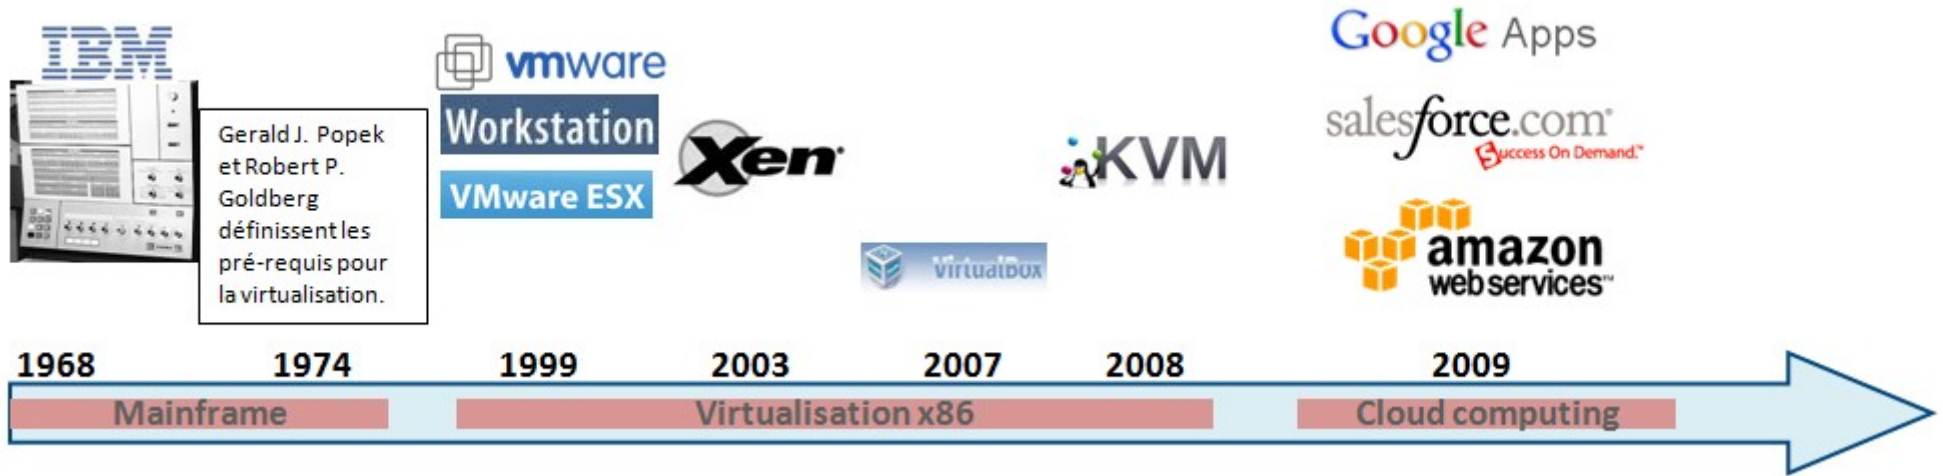 IBM
Gerald J. Popek
et Robert P.
Goldberg
définissent les
pré-requis pour
la virtualisation.
vmware
Workstation
VMware ESX
Xen
VirtualBox
KVM
Google Apps
salesforce.com
Success On Demand.™
amazon
web services™
1968
1974
1999
2003
2007
2008
2009
Mainframe
Virtualisation x86
Cloud computing